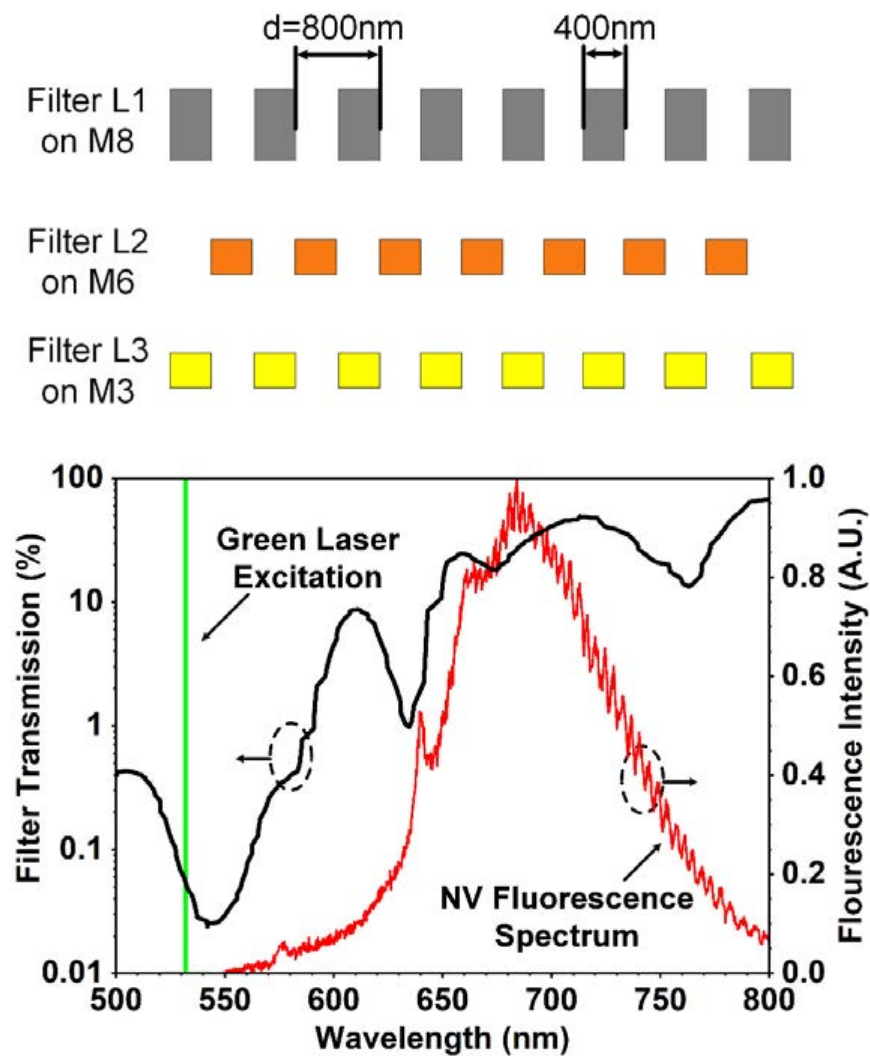 d=800nm
400nm
Filter L1
on M8
Filter L2
on M6
Filter L3
on M3
100
10
1
0.1
0.01
Filter Transmission (%)
Green Laser
Excitation
NV Fluorescence
Spectrum
1.0
0.8
0.6
0.4
0.2
0.0
Flourescence Intensity (A.U.)
500 550 600 650 700 750 800
Wavelength (nm)